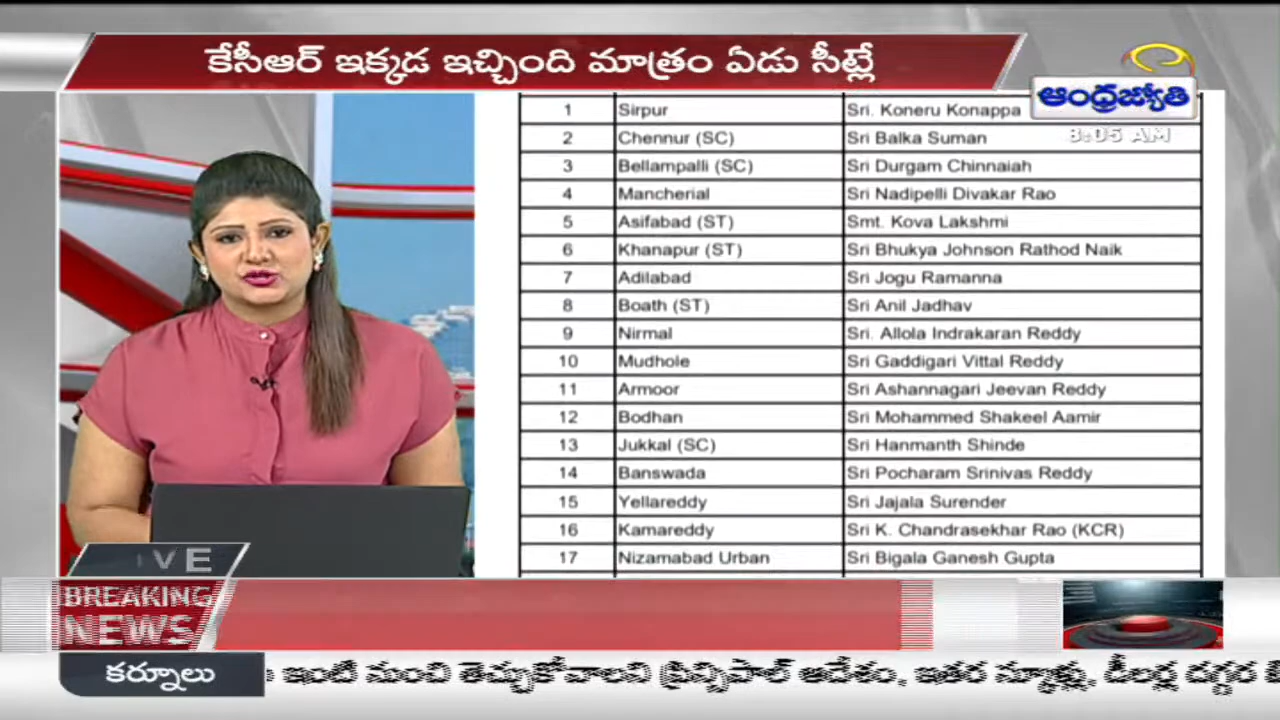 కేసీఆర్ ఇక్కడ ఇచ్చింది మాత్రం ఏడు సీట్లే
ఆంధ్రజ్యోతి
8:05 AM
1 Sirpur Sri. Koneru Konappa
2 Chennur (SC) Sri Balka Suman
3 Bellampalli (SC) Sri Durgam Chinnaiah
4 Mancherial Sri Nadipelli Divakar Rao
5 Asifabad (ST) Smt. Kova Lakshmi
6 Khanapur (ST) Sri Bhukya Johnson Rathod Naik
7 Adilabad Sri Jogu Ramanna
8 Boath (ST) Sri Anil Jadhav
9 Nirmal Sri. Allola Indrakaran Reddy
10 Mudhole Sri Gaddigari Vittal Reddy
11 Armoor Sri Ashannagari Jeevan Reddy
12 Bodhan Sri Mohammed Shakeel Aamir
13 Jukkal (SC) Sri Hanmanth Shinde
14 Banswada Sri Pocharam Srinivas Reddy
15 Yellareddy Sri Jajala Surender
16 Kamareddy Sri K. Chandrasekhar Rao (KCR)
17 Nizamabad Urban Sri Bigala Ganesh Gupta
BREAKING
NEWS
కర్నూలు ఇంటి నుంచి తెచ్చుకోవాలని ప్రిన్సిపాల్ ఆదేశం,